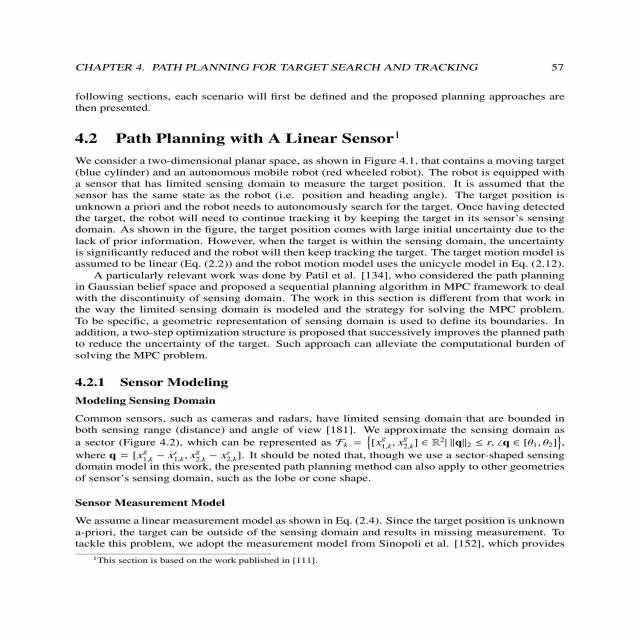 CHAPTER 4. PATH PLANNING FOR TARGET SEARCH AND TRACKING 57
following sections, each scenario will first be defined and the proposed planning approaches are
then presented.
4.2 Path Planning with A Linear Sensor¹
We consider a two-dimensional planar space, as shown in Figure 4.1, that contains a moving target
(blue cylinder) and an autonomous mobile robot (red wheeled robot). The robot is equipped with
a sensor that has limited sensing domain to measure the target position. It is assumed that the
sensor has the same state as the robot (i.e. position and heading angle). The target position is
unknown a priori and the robot needs to autonomously search for the target. Once having detected
the target, the robot will need to continue tracking it by keeping the target in its sensor's sensing
domain. As shown in the figure, the target position comes with large initial uncertainty due to the
lack of prior information. However, when the target is within the sensing domain, the uncertainty
is significantly reduced and the robot will then keep tracking the target. The target motion model is
assumed to be linear (Eq. (2.2)) and the robot motion model uses the unicycle model in Eq. (2.12).
A particularly relevant work was done by Patil et al. [134], who considered the path planning
in Gaussian belief space and proposed a sequential planning algorithm in MPC framework to deal
with the discontinuity of sensing domain. The work in this section is different from that work in
the way the limited sensing domain is modeled and the strategy for solving the MPC problem.
To be specific, a geometric representation of sensing domain is used to define its boundaries. In
addition, a two-step optimization structure is proposed that successively improves the planned path
to reduce the uncertainty of the target. Such approach can alleviate the computational burden of
solving the MPC problem.
4.2.1 Sensor Modeling
Modeling Sensing Domain
Common sensors, such as cameras and radars, have limited sensing domain that are bounded in
both sensing range (distance) and angle of view [181]. We approximate the sensing domain as
a sector (Figure 4.2), which can be represented as $\mathcal{F}_k = \{[x^g_{1,k}, x^g_{2,k}] \in \mathbb{R}^2 | \|\mathbf{q}\|_2 \leq r, \angle\mathbf{q} \in [\theta_1, \theta_2]\}$,
where $\mathbf{q} = [x^g_{1,k} - x^r_{1,k}, x^g_{2,k} - x^r_{2,k}]$. It should be noted that, though we use a sector-shaped sensing
domain model in this work, the presented path planning method can also apply to other geometries
of sensor's sensing domain, such as the lobe or cone shape.
Sensor Measurement Model
We assume a linear measurement model as shown in Eq. (2.4). Since the target position is unknown
a-priori, the target can be outside of the sensing domain and results in missing measurement. To
tackle this problem, we adopt the measurement model from Sinopoli et al. [152], which provides
¹This section is based on the work published in [111].